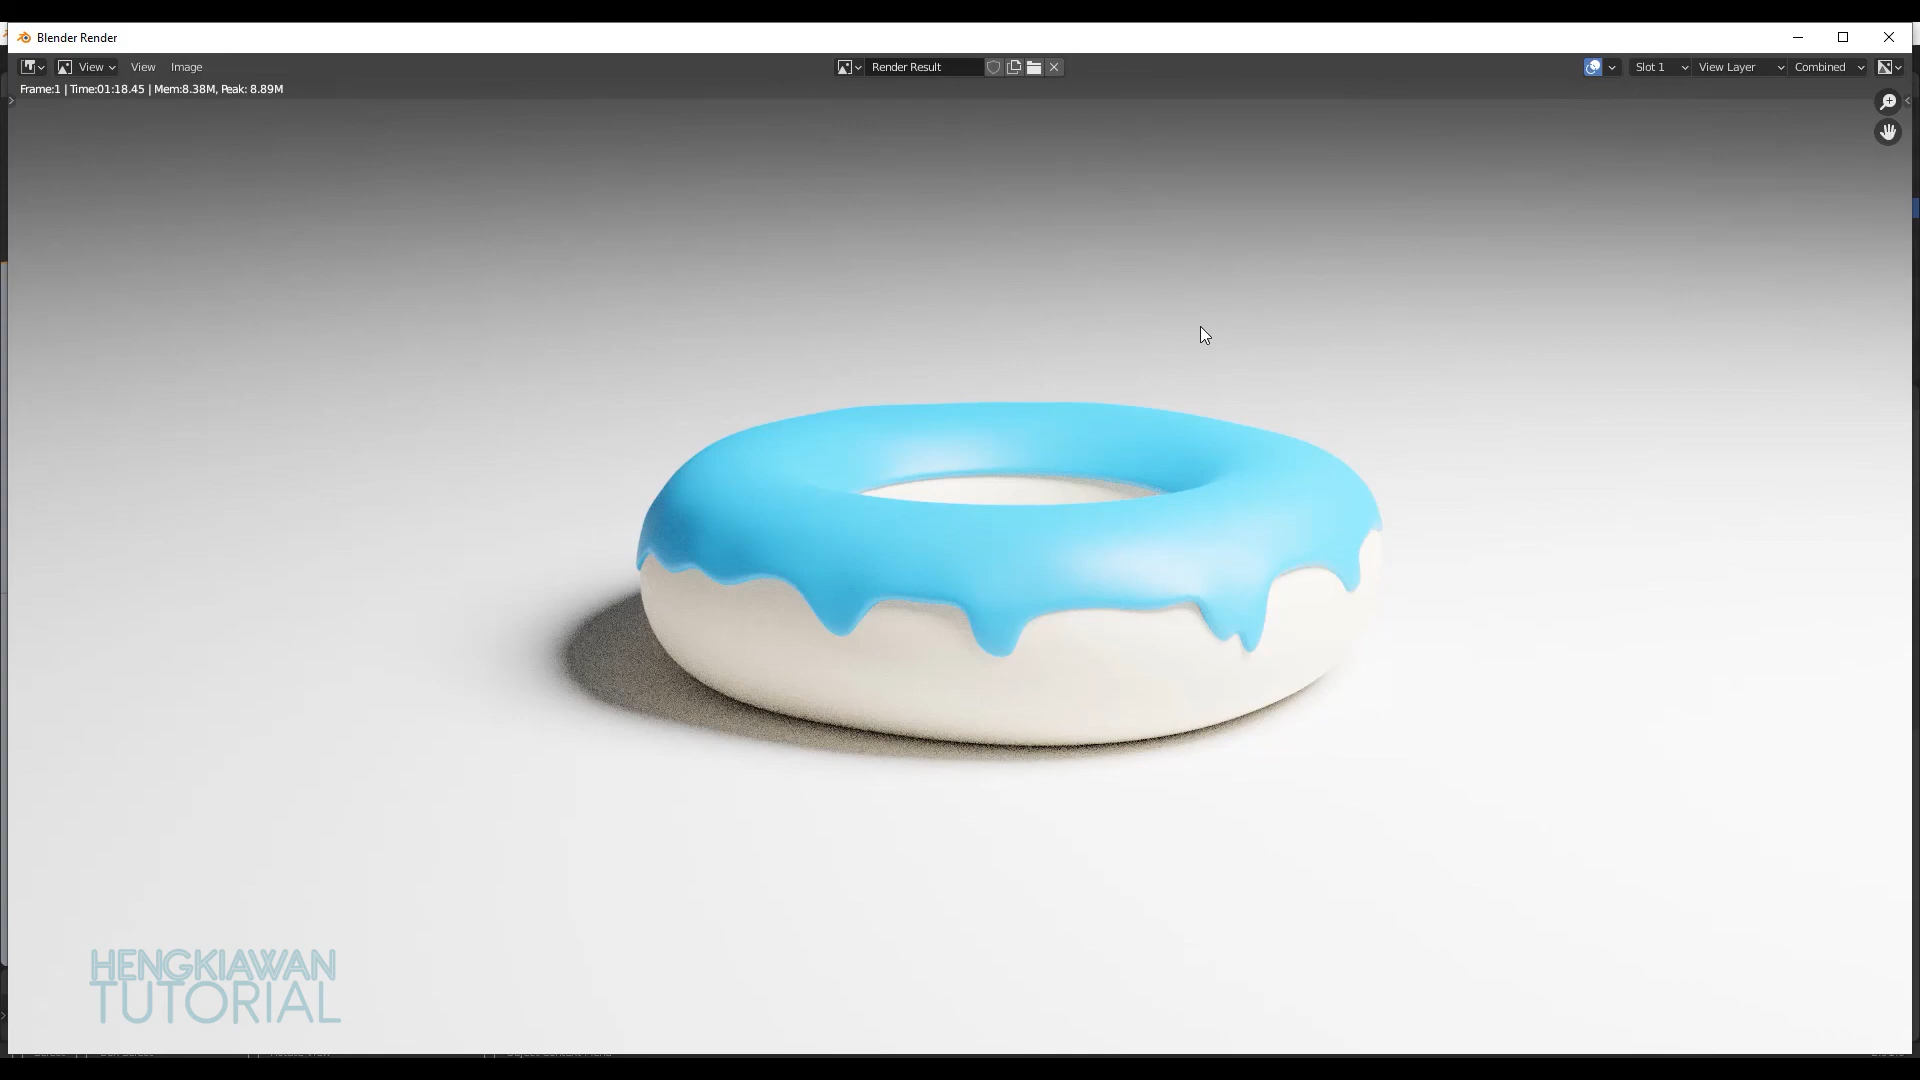 Blender Render
View View Image Render Result Slot 1 View Layer Combined
Frame:1 | Time:01:18.45 | Mem:8.38M, Peak: 8.89M
HENGKIAWAN
TUTORIAL